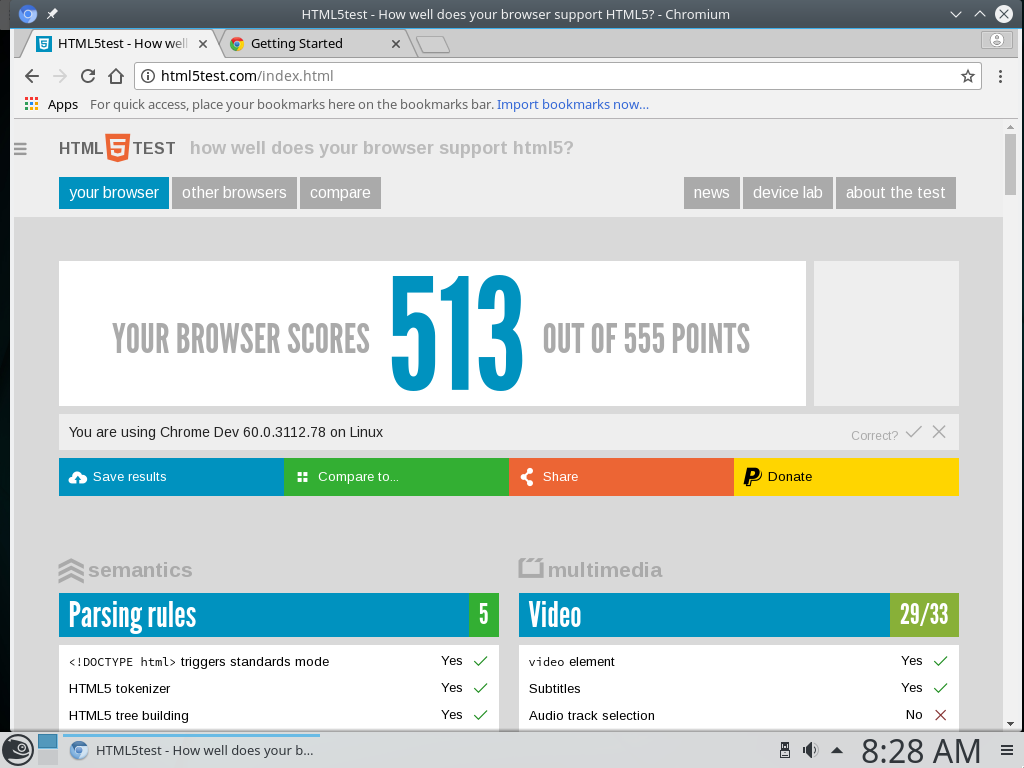 HTML5test - How well does your browser support HTML5? - Chromium
HTML5test - How well
Getting Started
html5test.com/index.html
Apps For quick access, place your bookmarks here on the bookmarks bar. Import bookmarks now...
HTML 5 TEST how well does your browser support html5?
your browser other browsers compare news device lab about the test
YOUR BROWSER SCORES 513 OUT OF 555 POINTS
You are using Chrome Dev 60.0.3112.78 on Linux Correct?
Save results Compare to... Share Donate
semantics
Parsing rules 5
<!DOCTYPE html> triggers standards mode Yes
HTML5 tokenizer Yes
HTML5 tree building Yes
multimedia
Video 29/33
video element Yes
Subtitles Yes
Audio track selection No
HTML5test - How well does your b...
8:28 AM